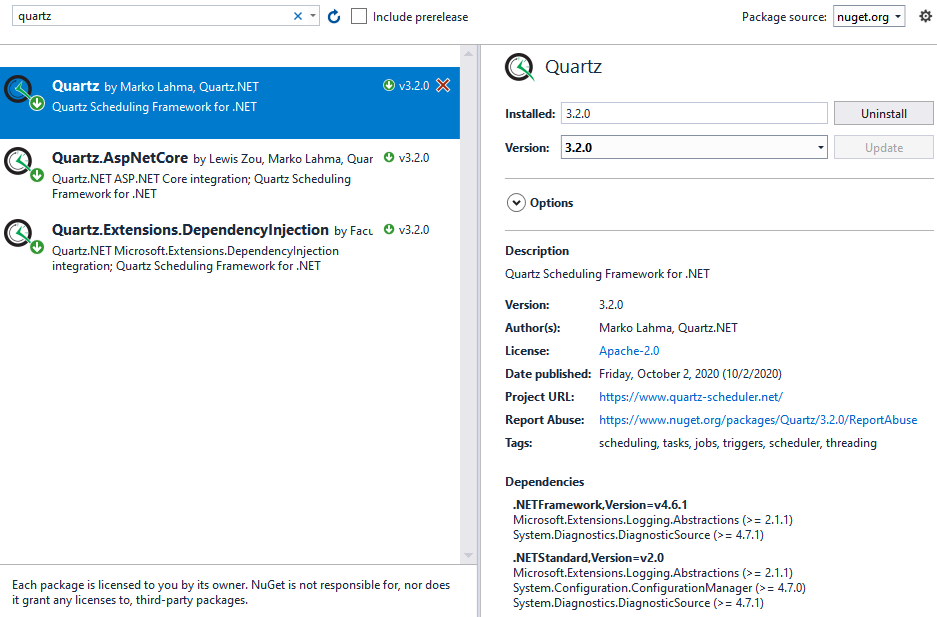 quartz
Include prerelease
Package source: nuget.org
Quartz by Marko Lahma, Quartz.NET v3.2.0
Quartz Scheduling Framework for .NET
Quartz.AspNetCore by Lewis Zou, Marko Lahma, Quar v3.2.0
Quartz.NET ASP.NET Core integration; Quartz Scheduling
Framework for .NET
Quartz.Extensions.DependencyInjection by Facu v3.2.0
Quartz.NET Microsoft.Extensions.DependencyInjection
integration; Quartz Scheduling Framework for .NET
Each package is licensed to you by its owner. NuGet is not responsible for, nor does
it grant any licenses to, third-party packages.
Quartz
Installed: 3.2.0 Uninstall
Version: 3.2.0 Update
Options
Description
Quartz Scheduling Framework for .NET
Version: 3.2.0
Author(s): Marko Lahma, Quartz.NET
License: Apache-2.0
Date published: Friday, October 2, 2020 (10/2/2020)
Project URL: https://www.quartz-scheduler.net/
Report Abuse: https://www.nuget.org/packages/Quartz/3.2.0/ReportAbuse
Tags: scheduling, tasks, jobs, triggers, scheduler, threading
Dependencies
.NETFramework,Version=v4.6.1
Microsoft.Extensions.Logging.Abstractions (>= 2.1.1)
System.Diagnostics.DiagnosticSource (>= 4.7.1)
.NETStandard,Version=v2.0
Microsoft.Extensions.Logging.Abstractions (>= 2.1.1)
System.Configuration.ConfigurationManager (>= 4.7.0)
System.Diagnostics.DiagnosticSource (>= 4.7.1)